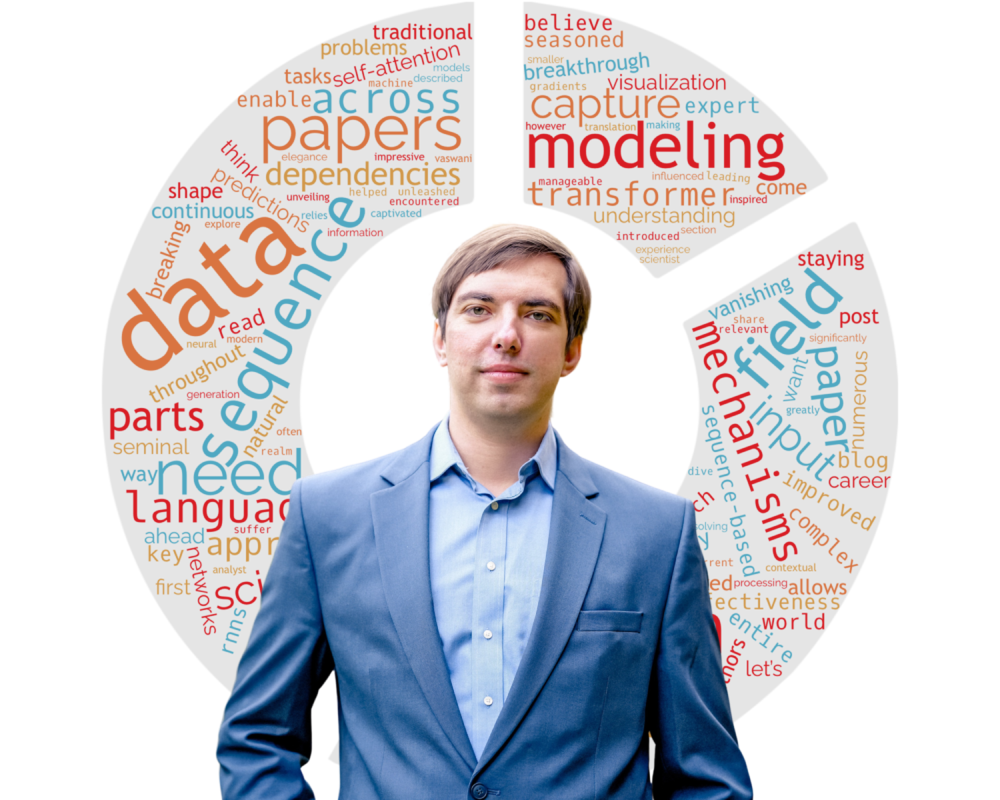 traditional
problems
self-attention
models
described
tasks
machine
enable
across
papers
elegance
impressive
vaswani
dependencies
think
predictions
helped
unleashed
shape
unveiling
encountered
continuous
relies
captivated
explore
information
breaking
data
sequence
read
neural
modern
throughout
generation
parts
natural
often
seminal
realm
way
need
suffer
ahead
key
analyst
first
networks
rnns
believe
seasoned
smaller
breakthrough
gradients
visualization
capture
expert
however
translation
making
modeling
manageable
influenced
leading
transformer
inspired
come
understanding
introduced
section
experience
scientist
staying
vanishing
field
share
relevant
post
significantly
mechanisms
want
paper
numerous
greatly
input
sequence-based
blog
dive
career
improved
complex
contextual
processing
allows
entire
world
let's